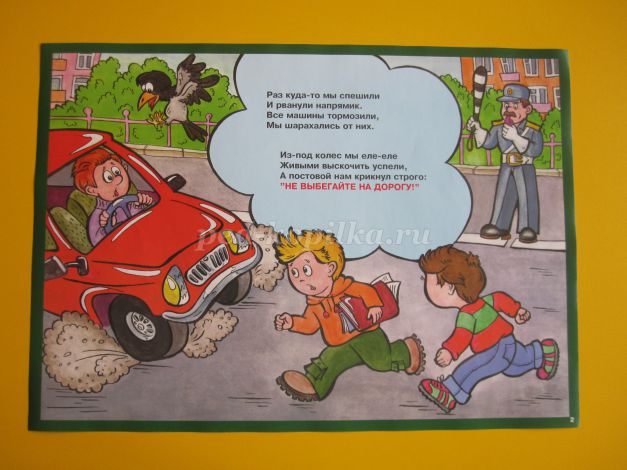 Раз куда-то мы спешили
И рванули напрямик.
Все машины тормозили,
Мы шарахались от них.
Из-под колес мы еле-еле
Живыми выскочить успели,
А постовой нам крикнул строго:
"НЕ ВЫБЕГАЙТЕ НА ДОРОГУ!"
2